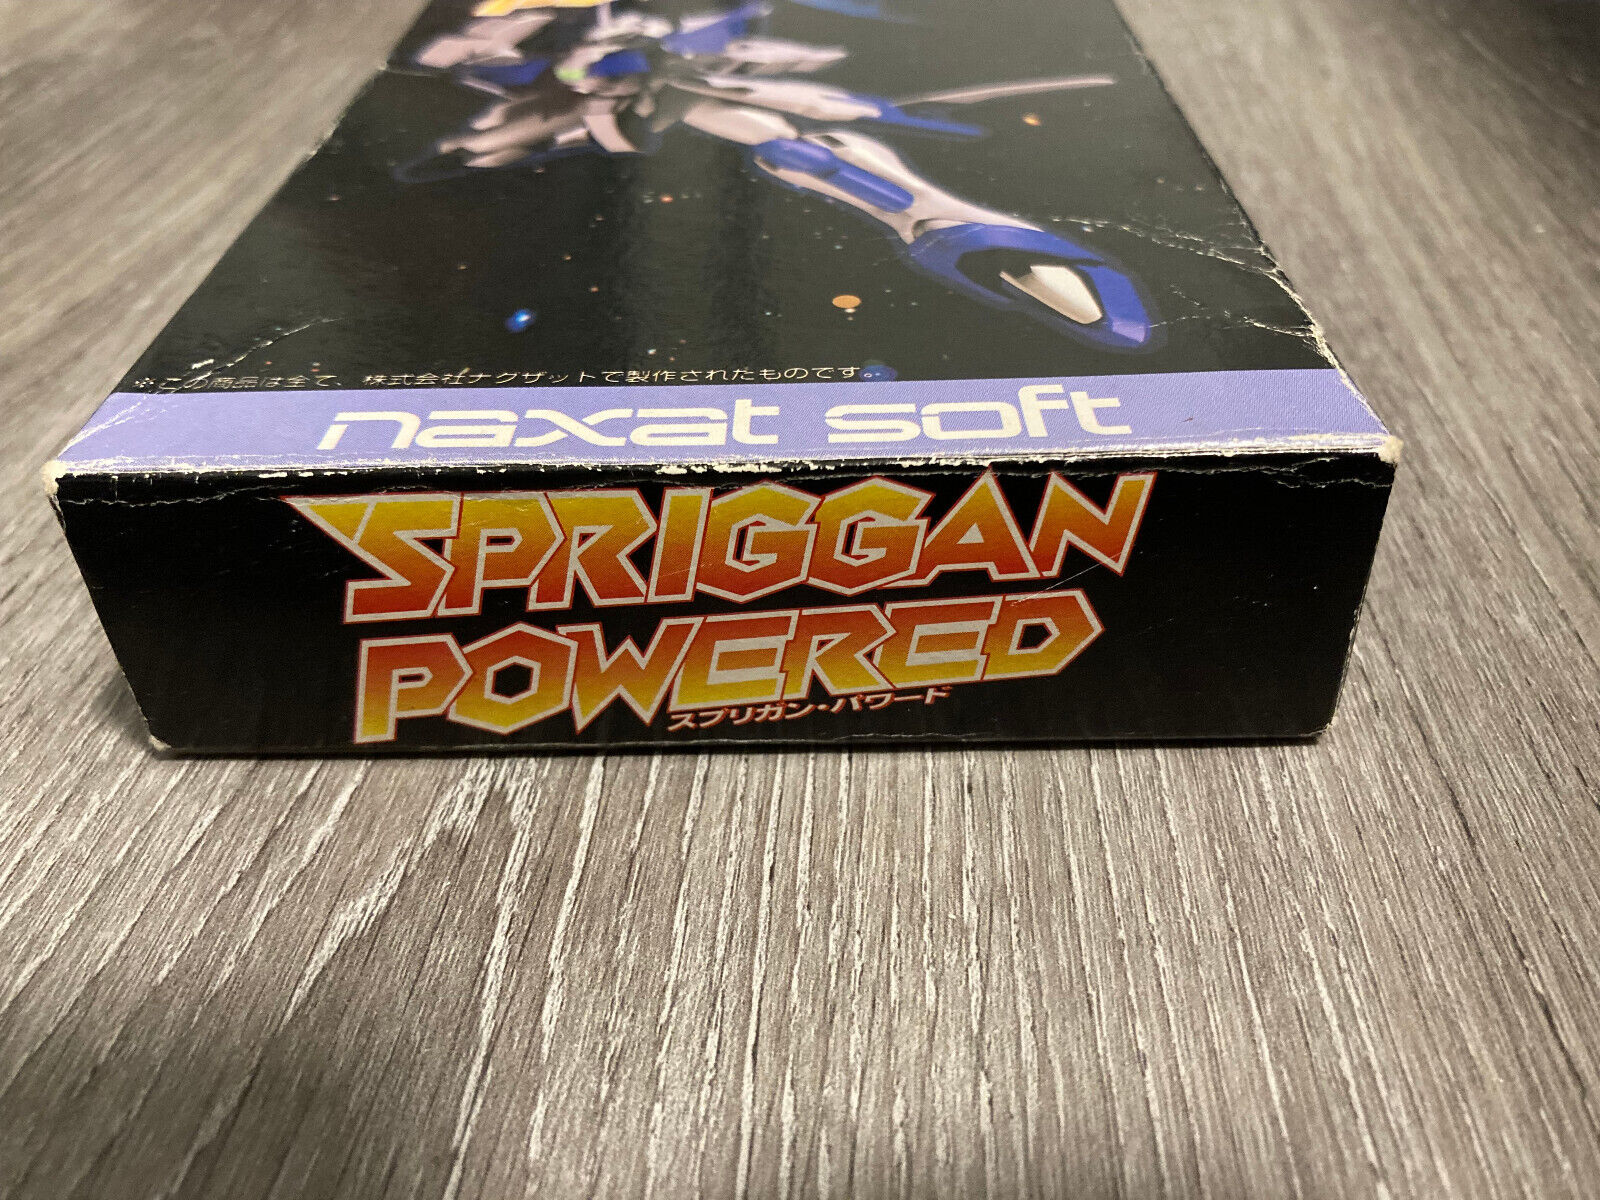 ※この商品は全て、株式会社ナグザットで製作されたものです。
naxat soft
SPRIGGAN
POWERED
スプリガン・パワード